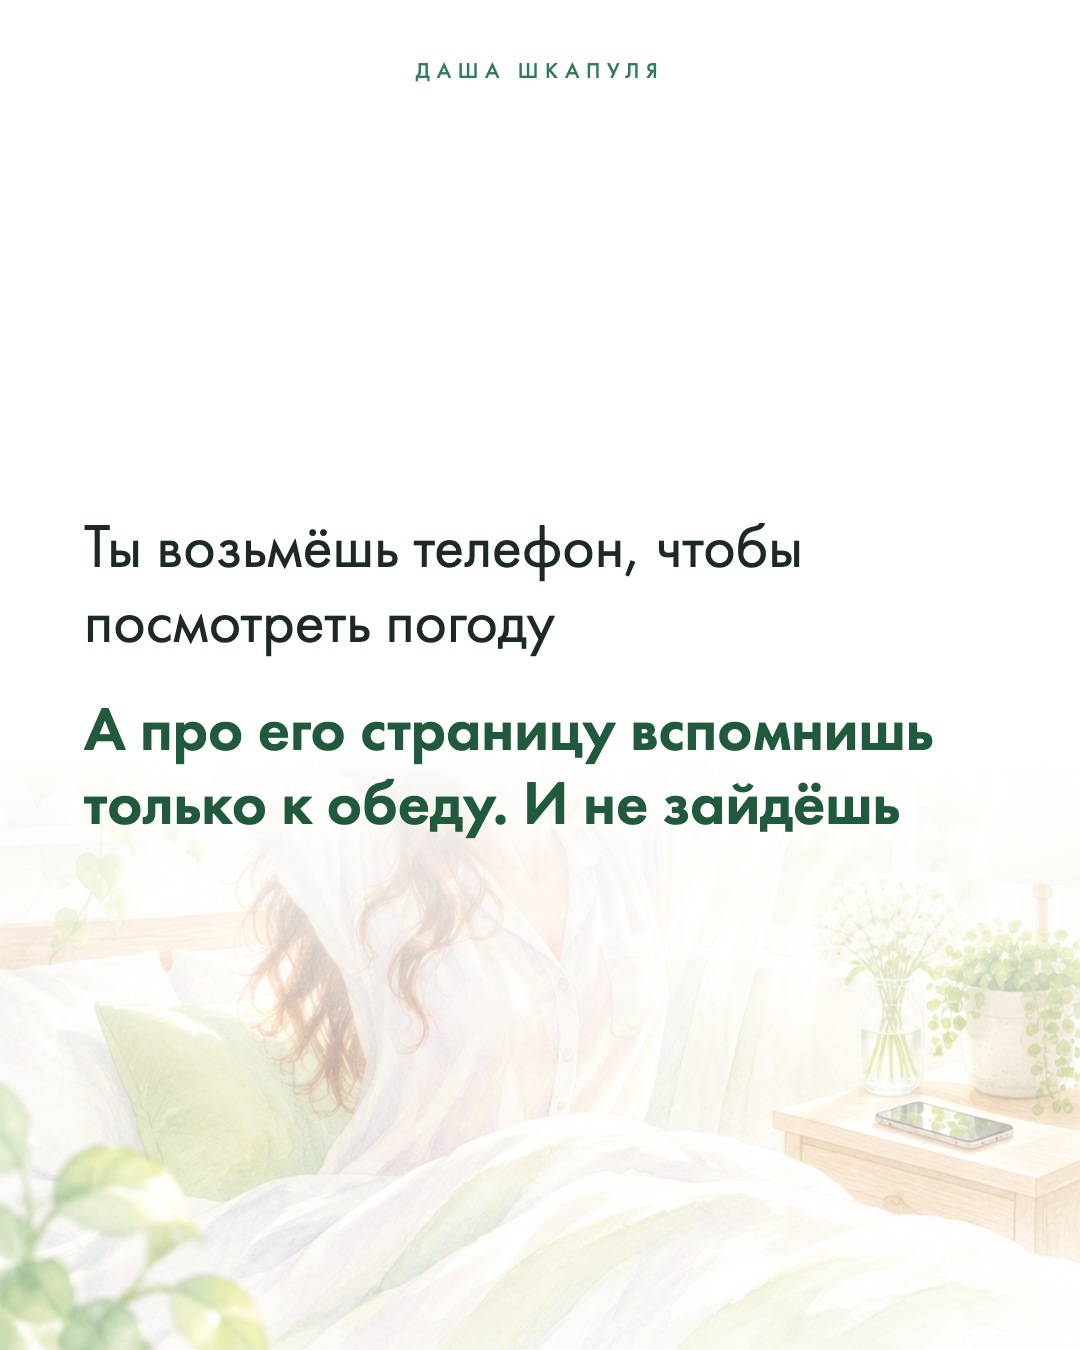 ДАША ШКАПУЛЯ
Ты возьмёшь телефон, чтобы
посмотреть погоду
А про его страницу вспомнишь
только к обеду. И не зайдёшь